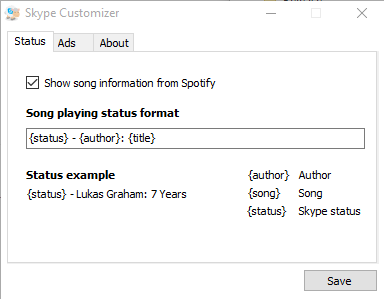 Skype Customizer
Status Ads About
Show song information from Spotify
Song playing status format
{status} - {author}: {title}
Status example
{status} - Lukas Graham: 7 Years
{author} Author
{song} Song
{status} Skype status
Save